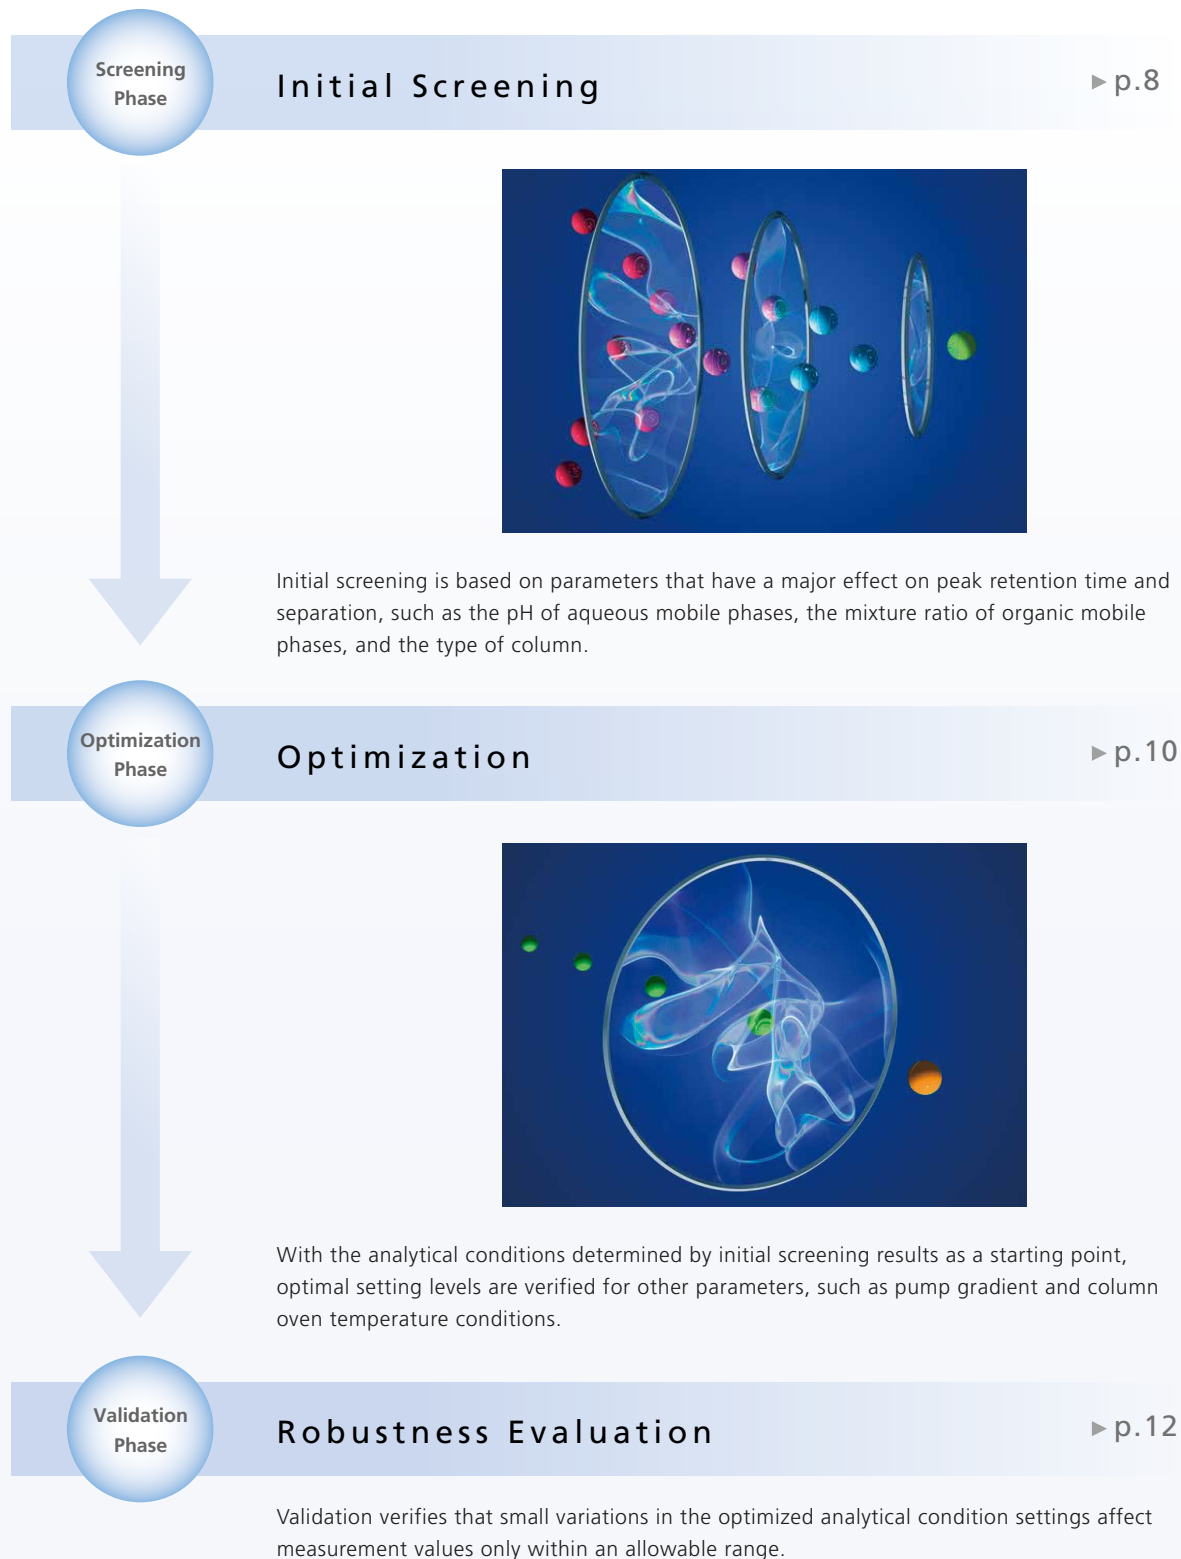 Screening
Phase
Initial Screening
▶ p.8
Initial screening is based on parameters that have a major effect on peak retention time and
separation, such as the pH of aqueous mobile phases, the mixture ratio of organic mobile
phases, and the type of column.
Optimization
Phase
Optimization
▶ p.10
With the analytical conditions determined by initial screening results as a starting point,
optimal setting levels are verified for other parameters, such as pump gradient and column
oven temperature conditions.
Validation
Phase
Robustness Evaluation
▶ p.12
Validation verifies that small variations in the optimized analytical condition settings affect
measurement values only within an allowable range.